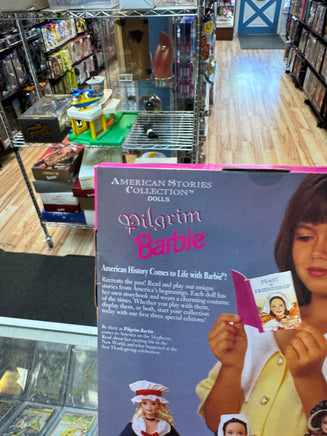 AMERICAN STORIES
COLLECTION™
DOLLS
Pilgrim
Barbie
American History Comes to Life with Barbie®!
Recreate the past! Read and play out unique
stories from America's beginnings. Each doll has
her own storybook and wears a charming costume
of the times. Whether you play with them,
display them, or both, start your collection
today with our first three special editions!
Be there as Pilgrim Barbie
comes to America on the Mayflower.
Read about her exciting life in the
New World, and what happened at the
first Thanksgiving celebration.
FEAST
OF
FRIENDSHIP